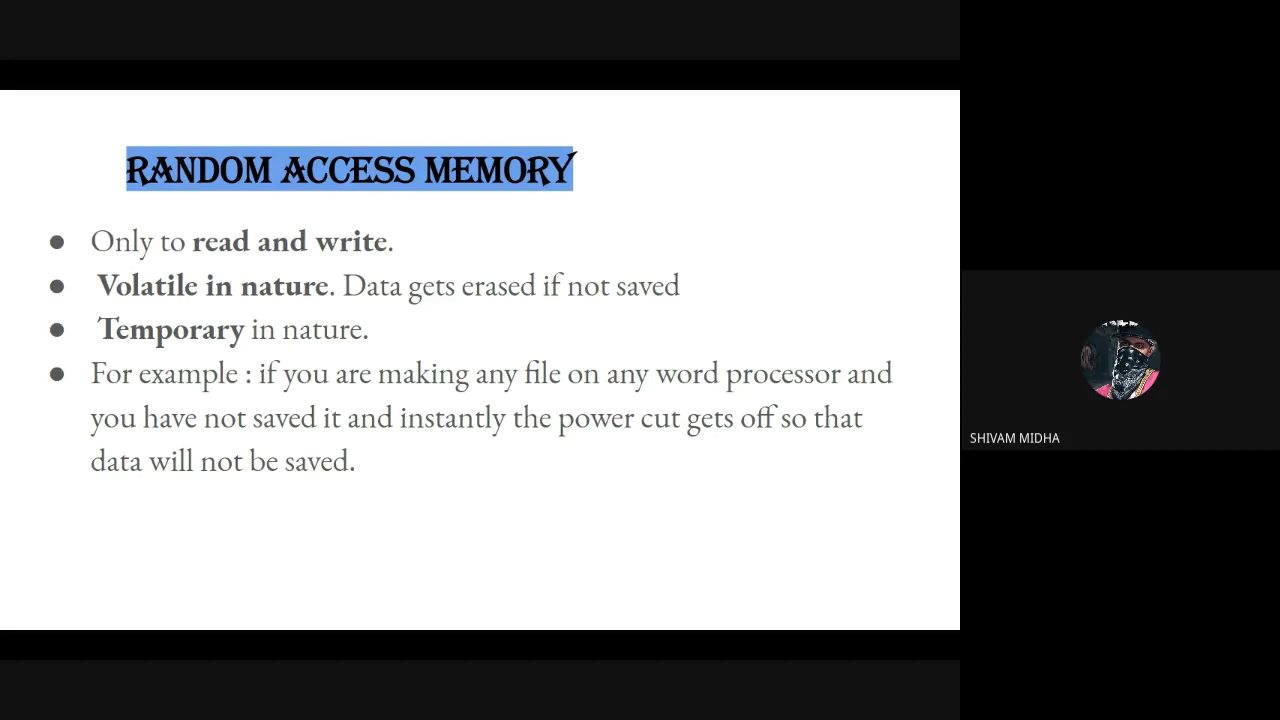 RANDOM ACCESS MEMORY
● Only to read and write.
● Volatile in nature. Data gets erased if not saved
● Temporary in nature.
● For example : if you are making any file on any word processor and
you have not saved it and instantly the power cut gets off so that
data will not be saved.
SHIVAM MIDHA